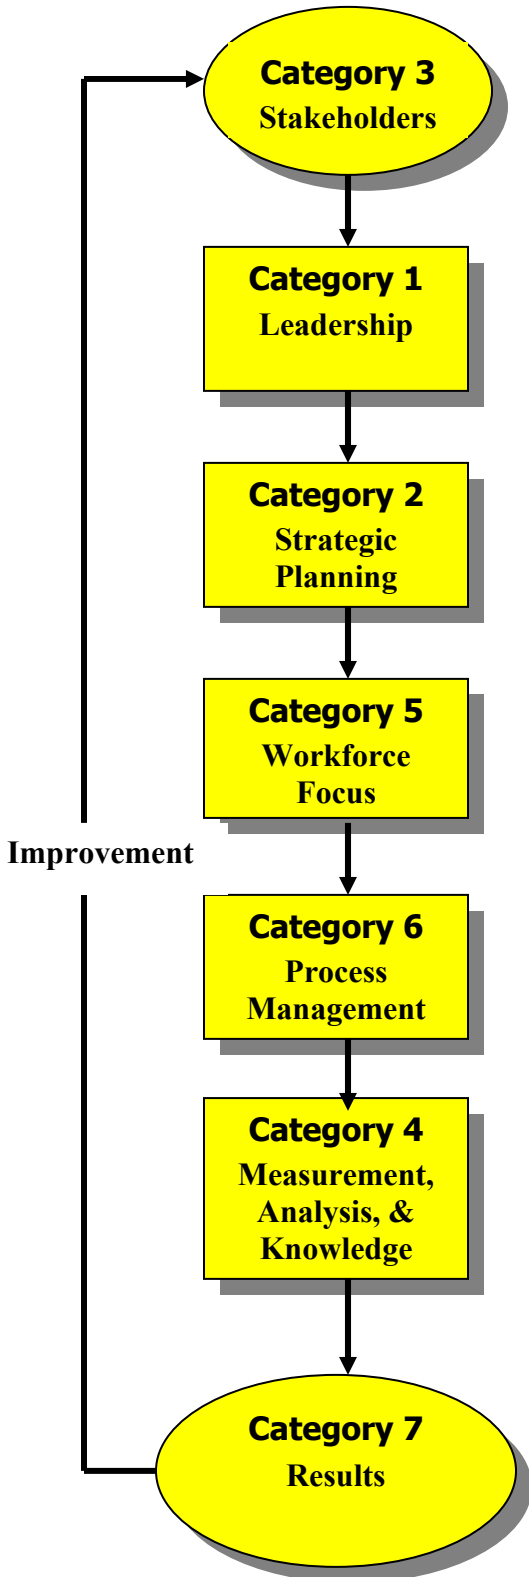 Category 3
Stakeholders
Category 1
Leadership
Category 2
Strategic
Planning
Category 5
Workforce
Focus
Improvement
Category 6
Process
Management
Category 4
Measurement,
Analysis, &
Knowledge
Category 7
Results